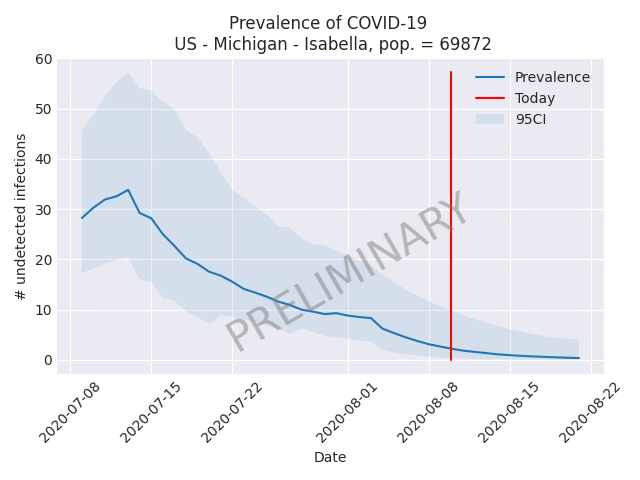 Prevalence of COVID-19
US - Michigan - Isabella, pop. = 69872
60
50
40
30
20
10
0
# undetected infections
Prevalence
Today
95CI
PRELIMINARY
2020-07-08
2020-07-15
2020-07-22
2020-08-01
2020-08-08
2020-08-15
2020-08-22
Date